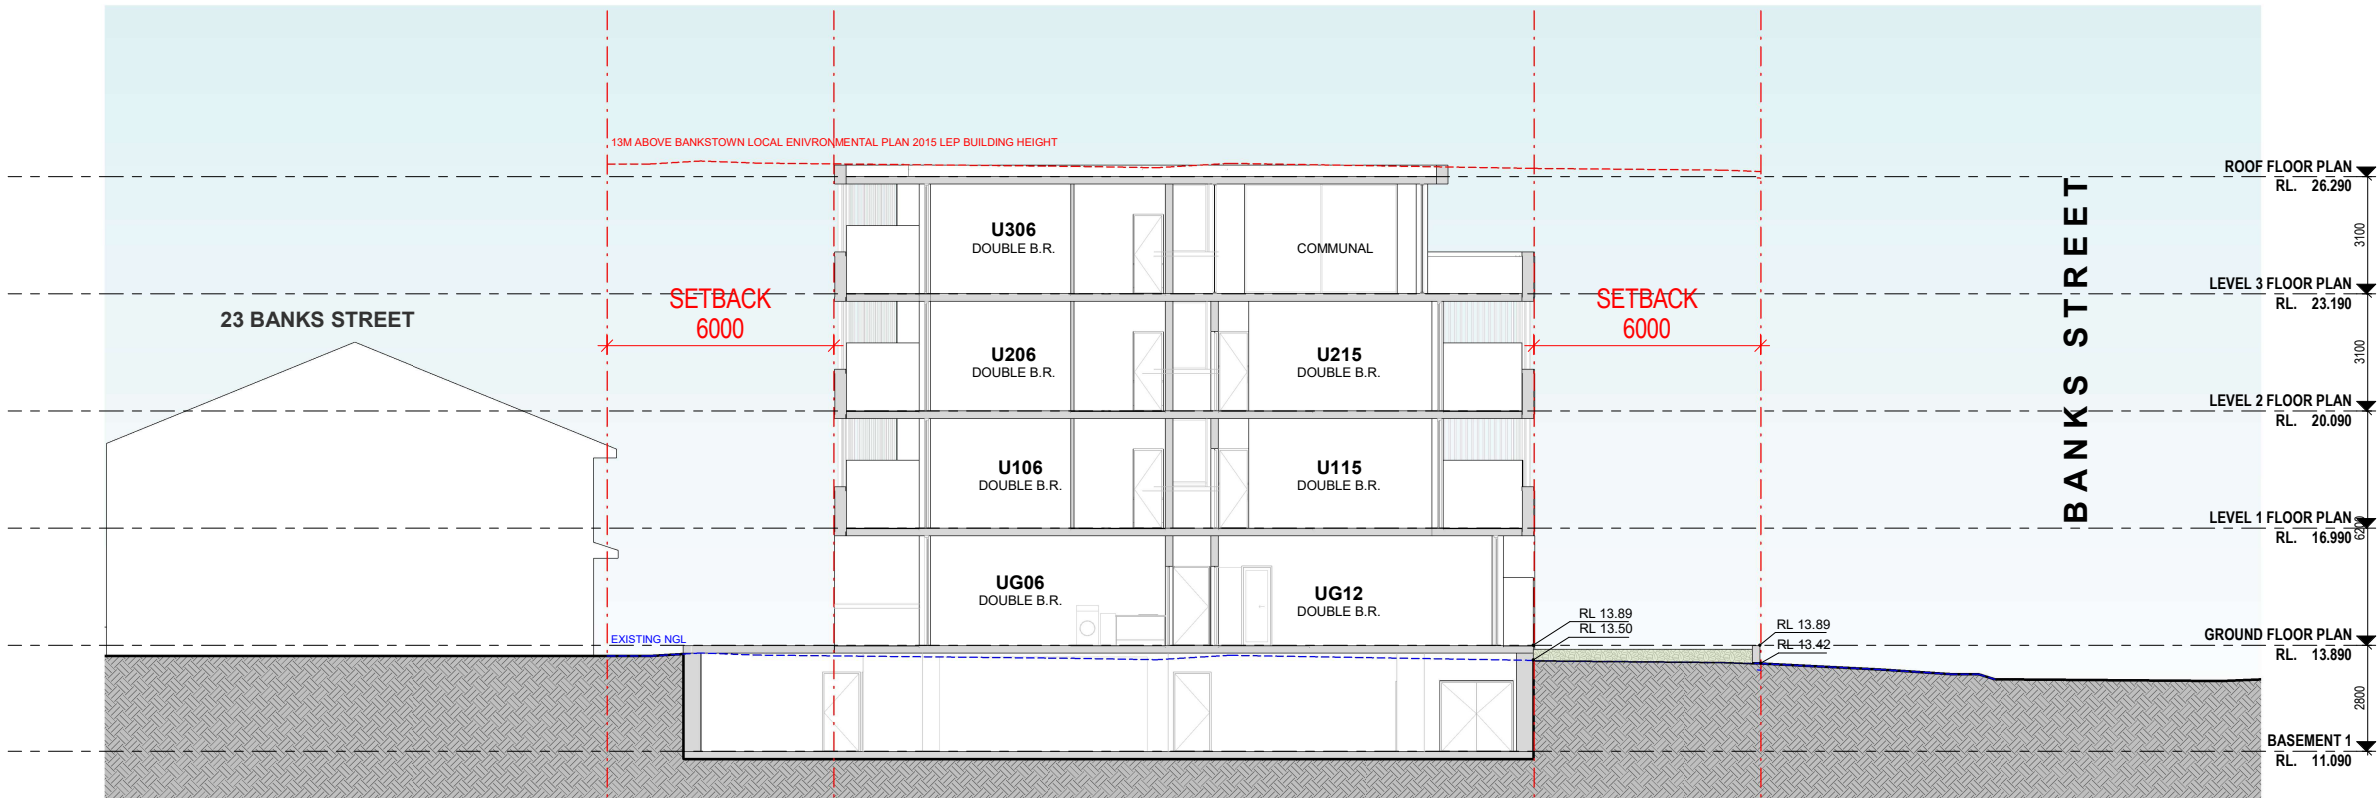 13M ABOVE BANKSTOWN LOCAL ENIVRONMENTAL PLAN 2015 LEP BUILDING HEIGHT
ROOF FLOOR PLAN
RL. 26.290
3100
U306
DOUBLE B.R.
COMMUNAL
BANKS STREET
LEVEL 3 FLOOR PLAN
RL. 23.190
3100
23 BANKS STREET
SETBACK
6000
SETBACK
6000
U206
DOUBLE B.R.
U215
DOUBLE B.R.
LEVEL 2 FLOOR PLAN
RL. 20.090
6200
U106
DOUBLE B.R.
U115
DOUBLE B.R.
LEVEL 1 FLOOR PLAN
RL. 16.990
UG06
DOUBLE B.R.
UG12
DOUBLE B.R.
EXISTING NGL
RL 13.89
RL 13.50
RL 13.89
RL 13.42
GROUND FLOOR PLAN
RL. 13.890
2800
BASEMENT 1
RL. 11.090